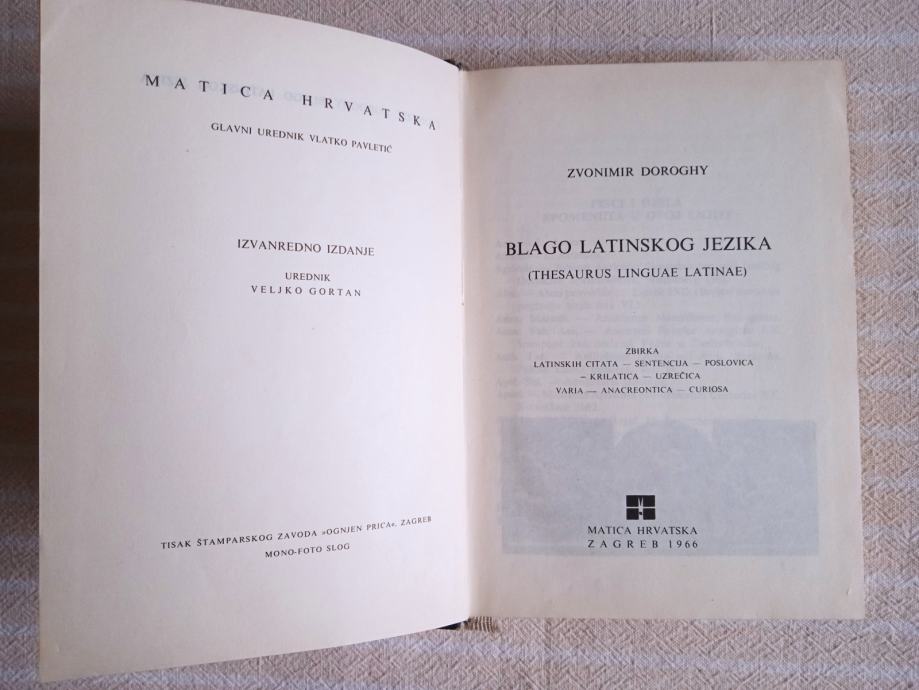 MATICA HRVATSKA
GLAVNI UREDNIK VLATKO PAVLETIĆ
IZVANREDNO IZDANJE
UREDNIK
VELJKO GORTAN
TISAK ŠTAMPARSKOG ZAVODA »OGNJEN PRICA«, ZAGREB
MONO-FOTO SLOG
ZVONIMIR DOROGHY
BLAGO LATINSKOG JEZIKA
(THESAURUS LINGUAE LATINAE)
ZBIRKA
LATINSKIH CITATA — SENTENCIJA — POSLOVICA
– KRILATICA — UZREČICA
VARIA — ANACREONTICA — CURIOSA
MATICA HRVATSKA
ZAGREB 1966